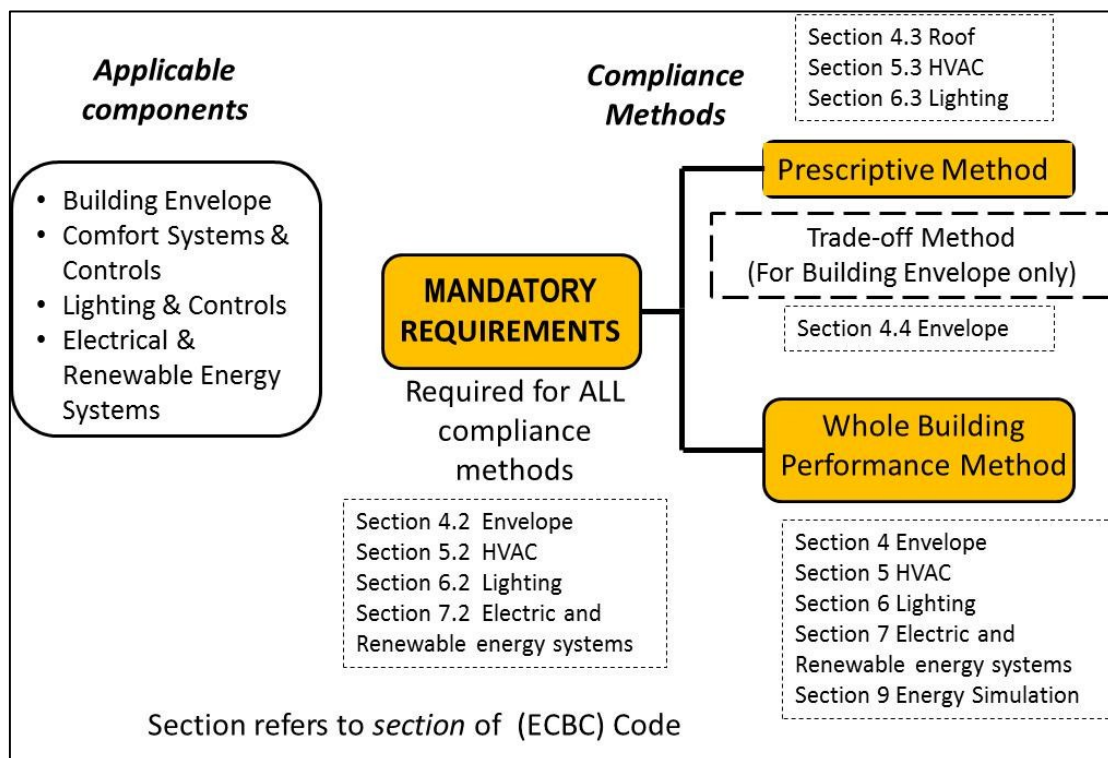 Applicable
components
• Building Envelope
• Comfort Systems &
Controls
• Lighting & Controls
• Electrical &
Renewable Energy
Systems
MANDATORY
REQUIREMENTS
Required for ALL
compliance
methods
Section 4.2 Envelope
Section 5.2 HVAC
Section 6.2 Lighting
Section 7.2 Electric and
Renewable energy systems
Compliance
Methods
Section 4.3 Roof
Section 5.3 HVAC
Section 6.3 Lighting
Prescriptive Method
Trade-off Method
(For Building Envelope only)
Section 4.4 Envelope
Whole Building
Performance Method
Section 4 Envelope
Section 5 HVAC
Section 6 Lighting
Section 7 Electric and
Renewable energy systems
Section 9 Energy Simulation
Section refers to section of (ECBC) Code